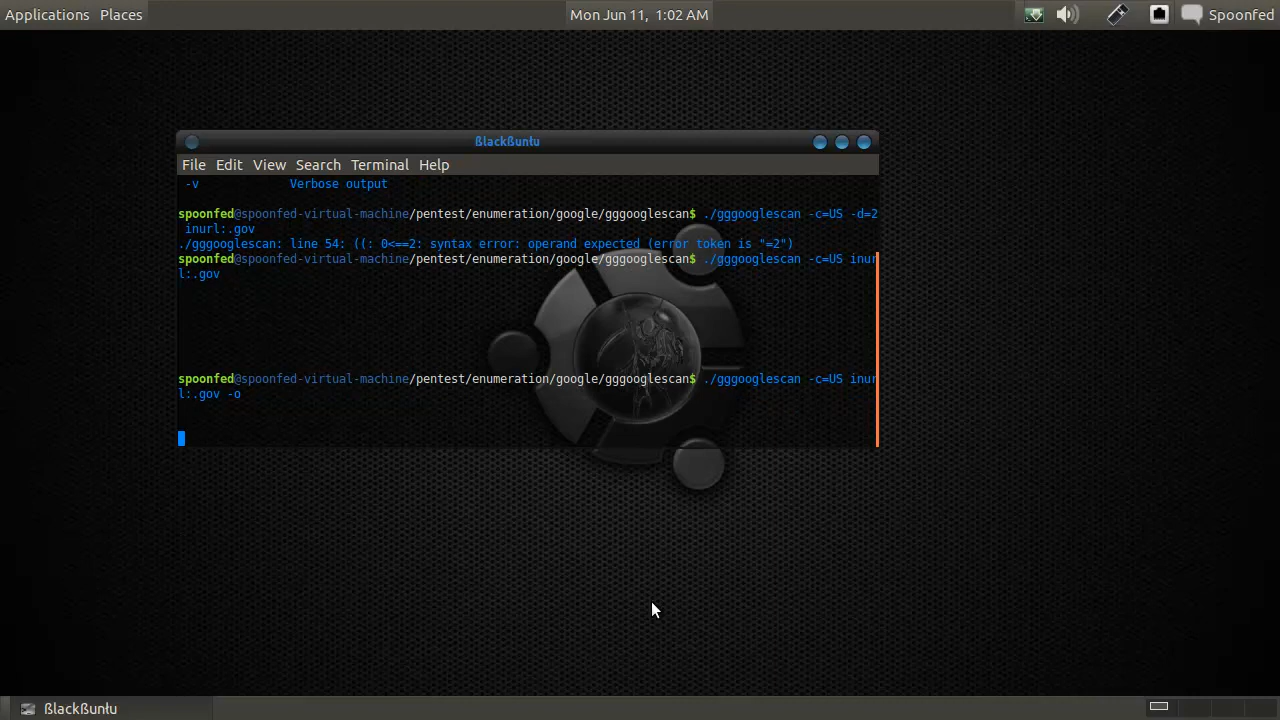 Applications Places Mon Jun 11, 1:02 AM Spoonfed
ßlackßunŧu
File Edit View Search Terminal Help
-v Verbose output
spoonfed@spoonfed-virtual-machine/pentest/enumeration/google/gggooglescan$ ./gggooglescan -c=US -d=2
inurl:.gov
./gggooglescan: line 54: ((: 0<==2: syntax error: operand expected (error token is "=2")
spoonfed@spoonfed-virtual-machine/pentest/enumeration/google/gggooglescan$ ./gggooglescan -c=US inur
l:.gov
spoonfed@spoonfed-virtual-machine/pentest/enumeration/google/gggooglescan$ ./gggooglescan -c=US inur
l:.gov -o
ßlackßunŧu